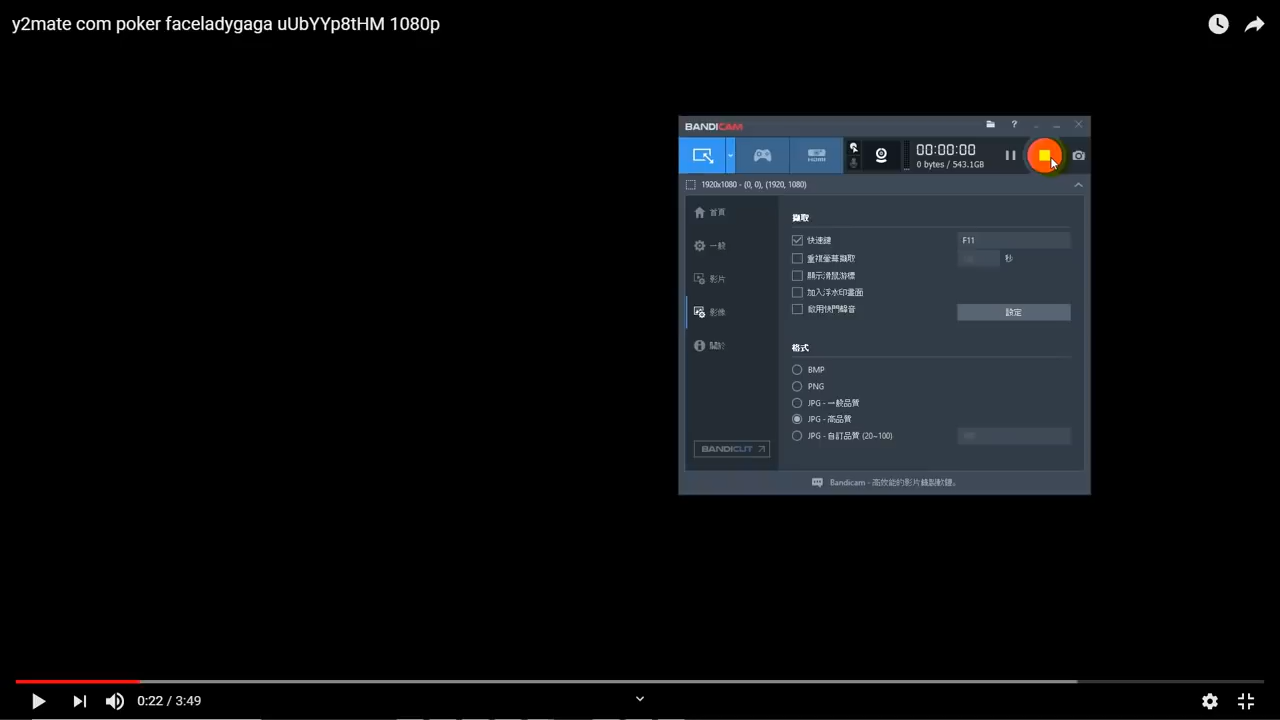 y2mate com poker faceladygaga uUbYYp8tHM 1080p
BANDICAM
?
HDMI
00:00:00
0 bytes / 543.1GB
1920x1080 - (0, 0), (1920, 1080)
首頁
一般
影片
影像
關於
BANDICUT
擷取
快速鍵
F11
重複螢幕擷取
秒
顯示滑鼠游標
加入浮水印畫面
啟用快門聲音
設定
格式
BMP
PNG
JPG - 一般品質
JPG - 高品質
JPG - 自訂品質 (20~100)
Bandicam - 高效能的影片錄製軟體。
0:22 / 3:49